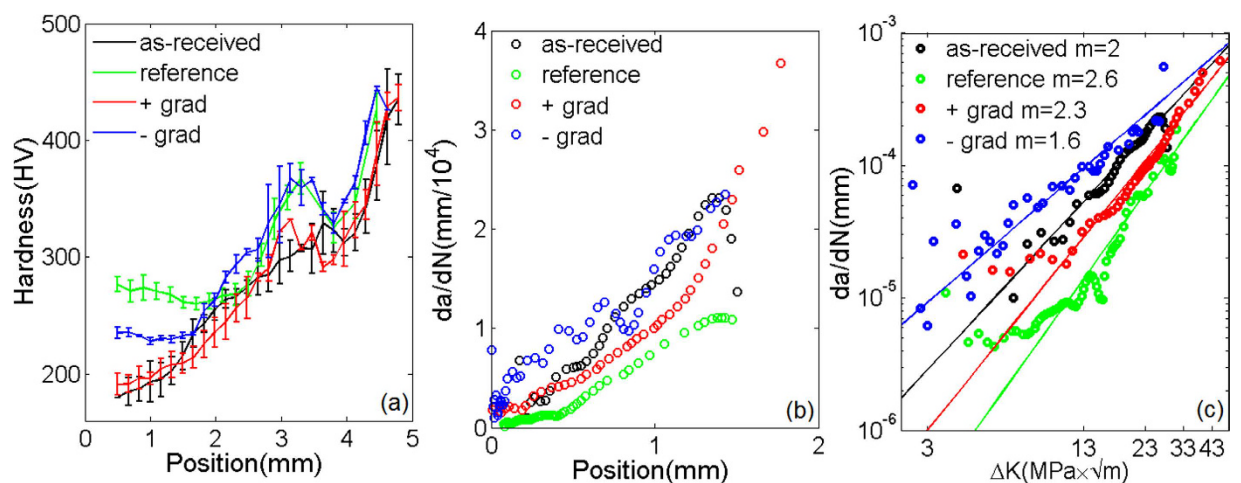 500
400
300
200
Hardness(HV)
as-received
reference
+ grad
- grad
(a)
0
1
2
3
4
5
Position(mm)
4
3
2
1
0
da/dN(mm/10⁴)
as-received
reference
+ grad
- grad
(b)
0
1
2
Position(mm)
10⁻³
10⁻⁴
10⁻⁵
10⁻⁶
da/dN(mm)
as-received m=2
reference m=2.6
+ grad m=2.3
- grad m=1.6
(c)
3
13
23
33
43
ΔK(MPa×√m)